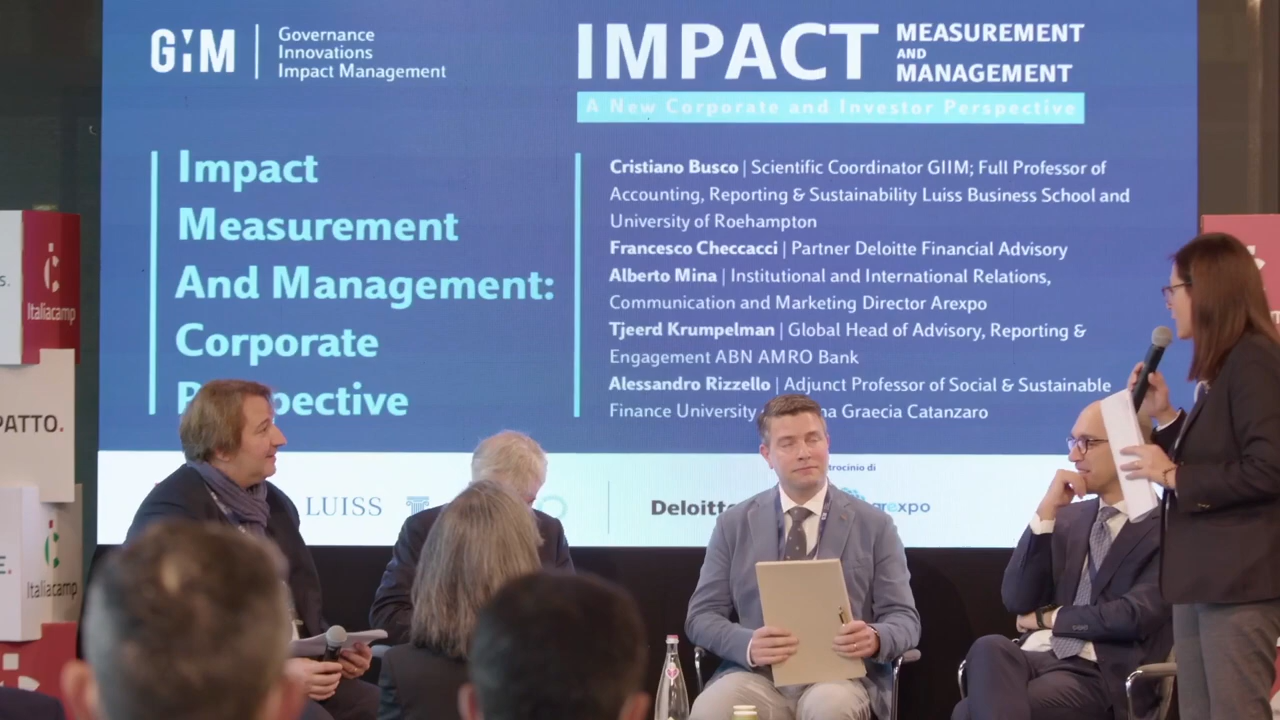 GIIM
Governance
Innovations
Impact Management
IMPACT
MEASUREMENT
AND
MANAGEMENT
A New Corporate and Investor Perspective
Impact
Measurement
And Management:
Corporate
Cristiano Busco | Scientific Coordinator GIIM; Full Professor of
Accounting, Reporting & Sustainability Luiss Business School and
University of Roehampton
Francesco Checcacci | Partner Deloitte Financial Advisory
Alberto Mina | Institutional and International Relations,
Communication and Marketing Director Arexpo
Tjeerd Krumpelman | Global Head of Advisory, Reporting &
Engagement ABN AMRO Bank
Alessandro Rizzello | Adjunct Professor of Social & Sustainable
Finance University Graecia Catanzaro
LUISS
Deloitte
di
arexpo
Italiacamp
Italiacamp